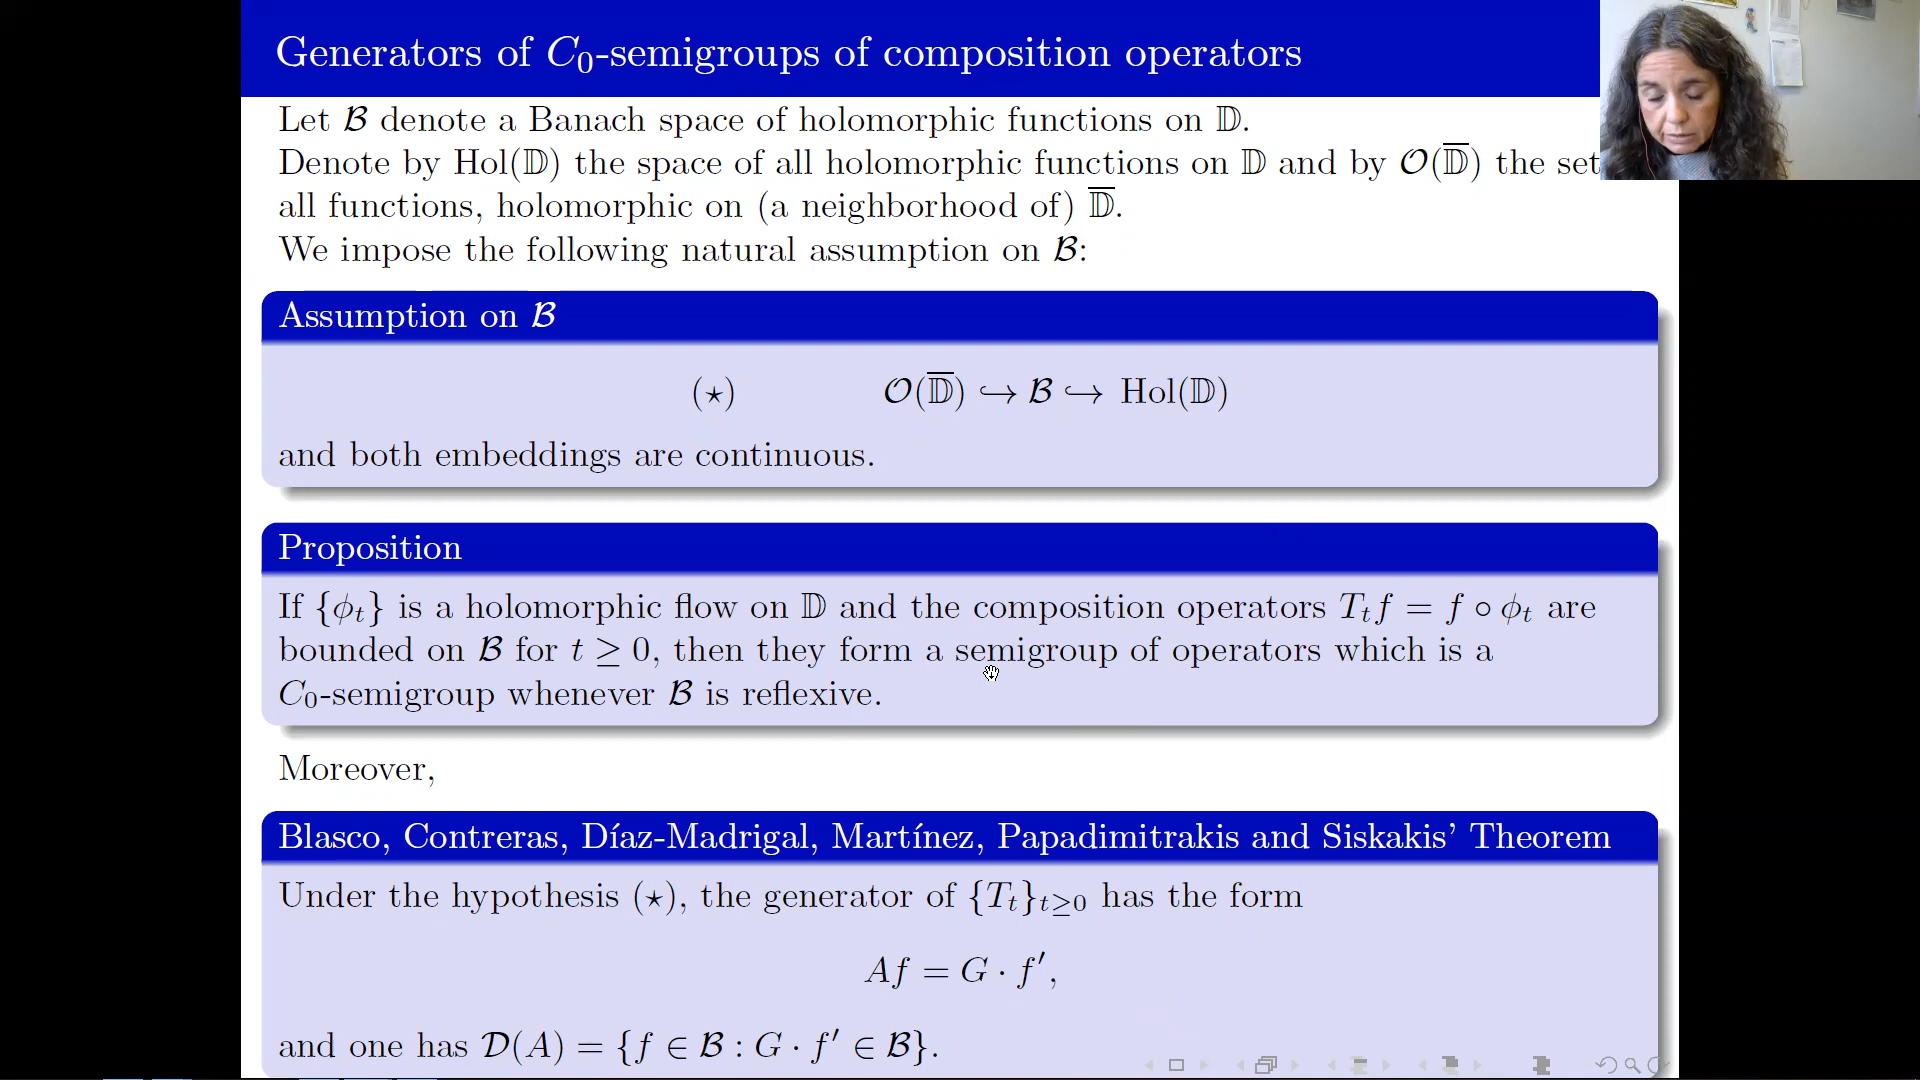 Generators of C₀-semigroups of composition operators
Let ℬ denote a Banach space of holomorphic functions on 𝔻.
Denote by Hol(𝔻) the space of all holomorphic functions on 𝔻 and by 𝒪(𝔻̅) the set
all functions, holomorphic on (a neighborhood of) 𝔻̅.
We impose the following natural assumption on ℬ:
Assumption on ℬ
(⋆) 𝒪(𝔻̅) ↪ ℬ ↪ Hol(𝔻)
and both embeddings are continuous.
Proposition
If {ϕₜ} is a holomorphic flow on 𝔻 and the composition operators Tₜf = f ∘ ϕₜ are
bounded on ℬ for t ≥ 0, then they form a semigroup of operators which is a
C₀-semigroup whenever ℬ is reflexive.
Moreover,
Blasco, Contreras, Díaz-Madrigal, Martínez, Papadimitrakis and Siskakis' Theorem
Under the hypothesis (⋆), the generator of {Tₜ}ₜ≥₀ has the form
Af = G · f′,
and one has 𝒟(A) = {f ∈ ℬ : G · f′ ∈ ℬ}.